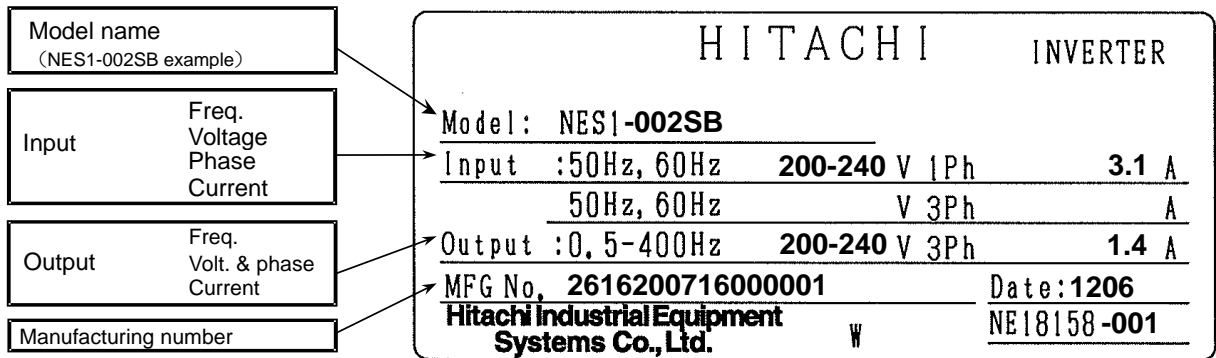 Model name
（NES1-002SB example）
Input
Freq.
Voltage
Phase
Current
Output
Freq.
Volt. & phase
Current
Manufacturing number
HITACHI INVERTER
Model: NES1-002SB
Input :50Hz, 60Hz 200-240 V 1Ph 3.1 A
50Hz, 60Hz V 3Ph A
Output :0.5-400Hz 200-240 V 3Ph 1.4 A
MFG No. 2616200716000001 Date:1206
Hitachi Industrial Equipment
Systems Co., Ltd. W NE18158-001